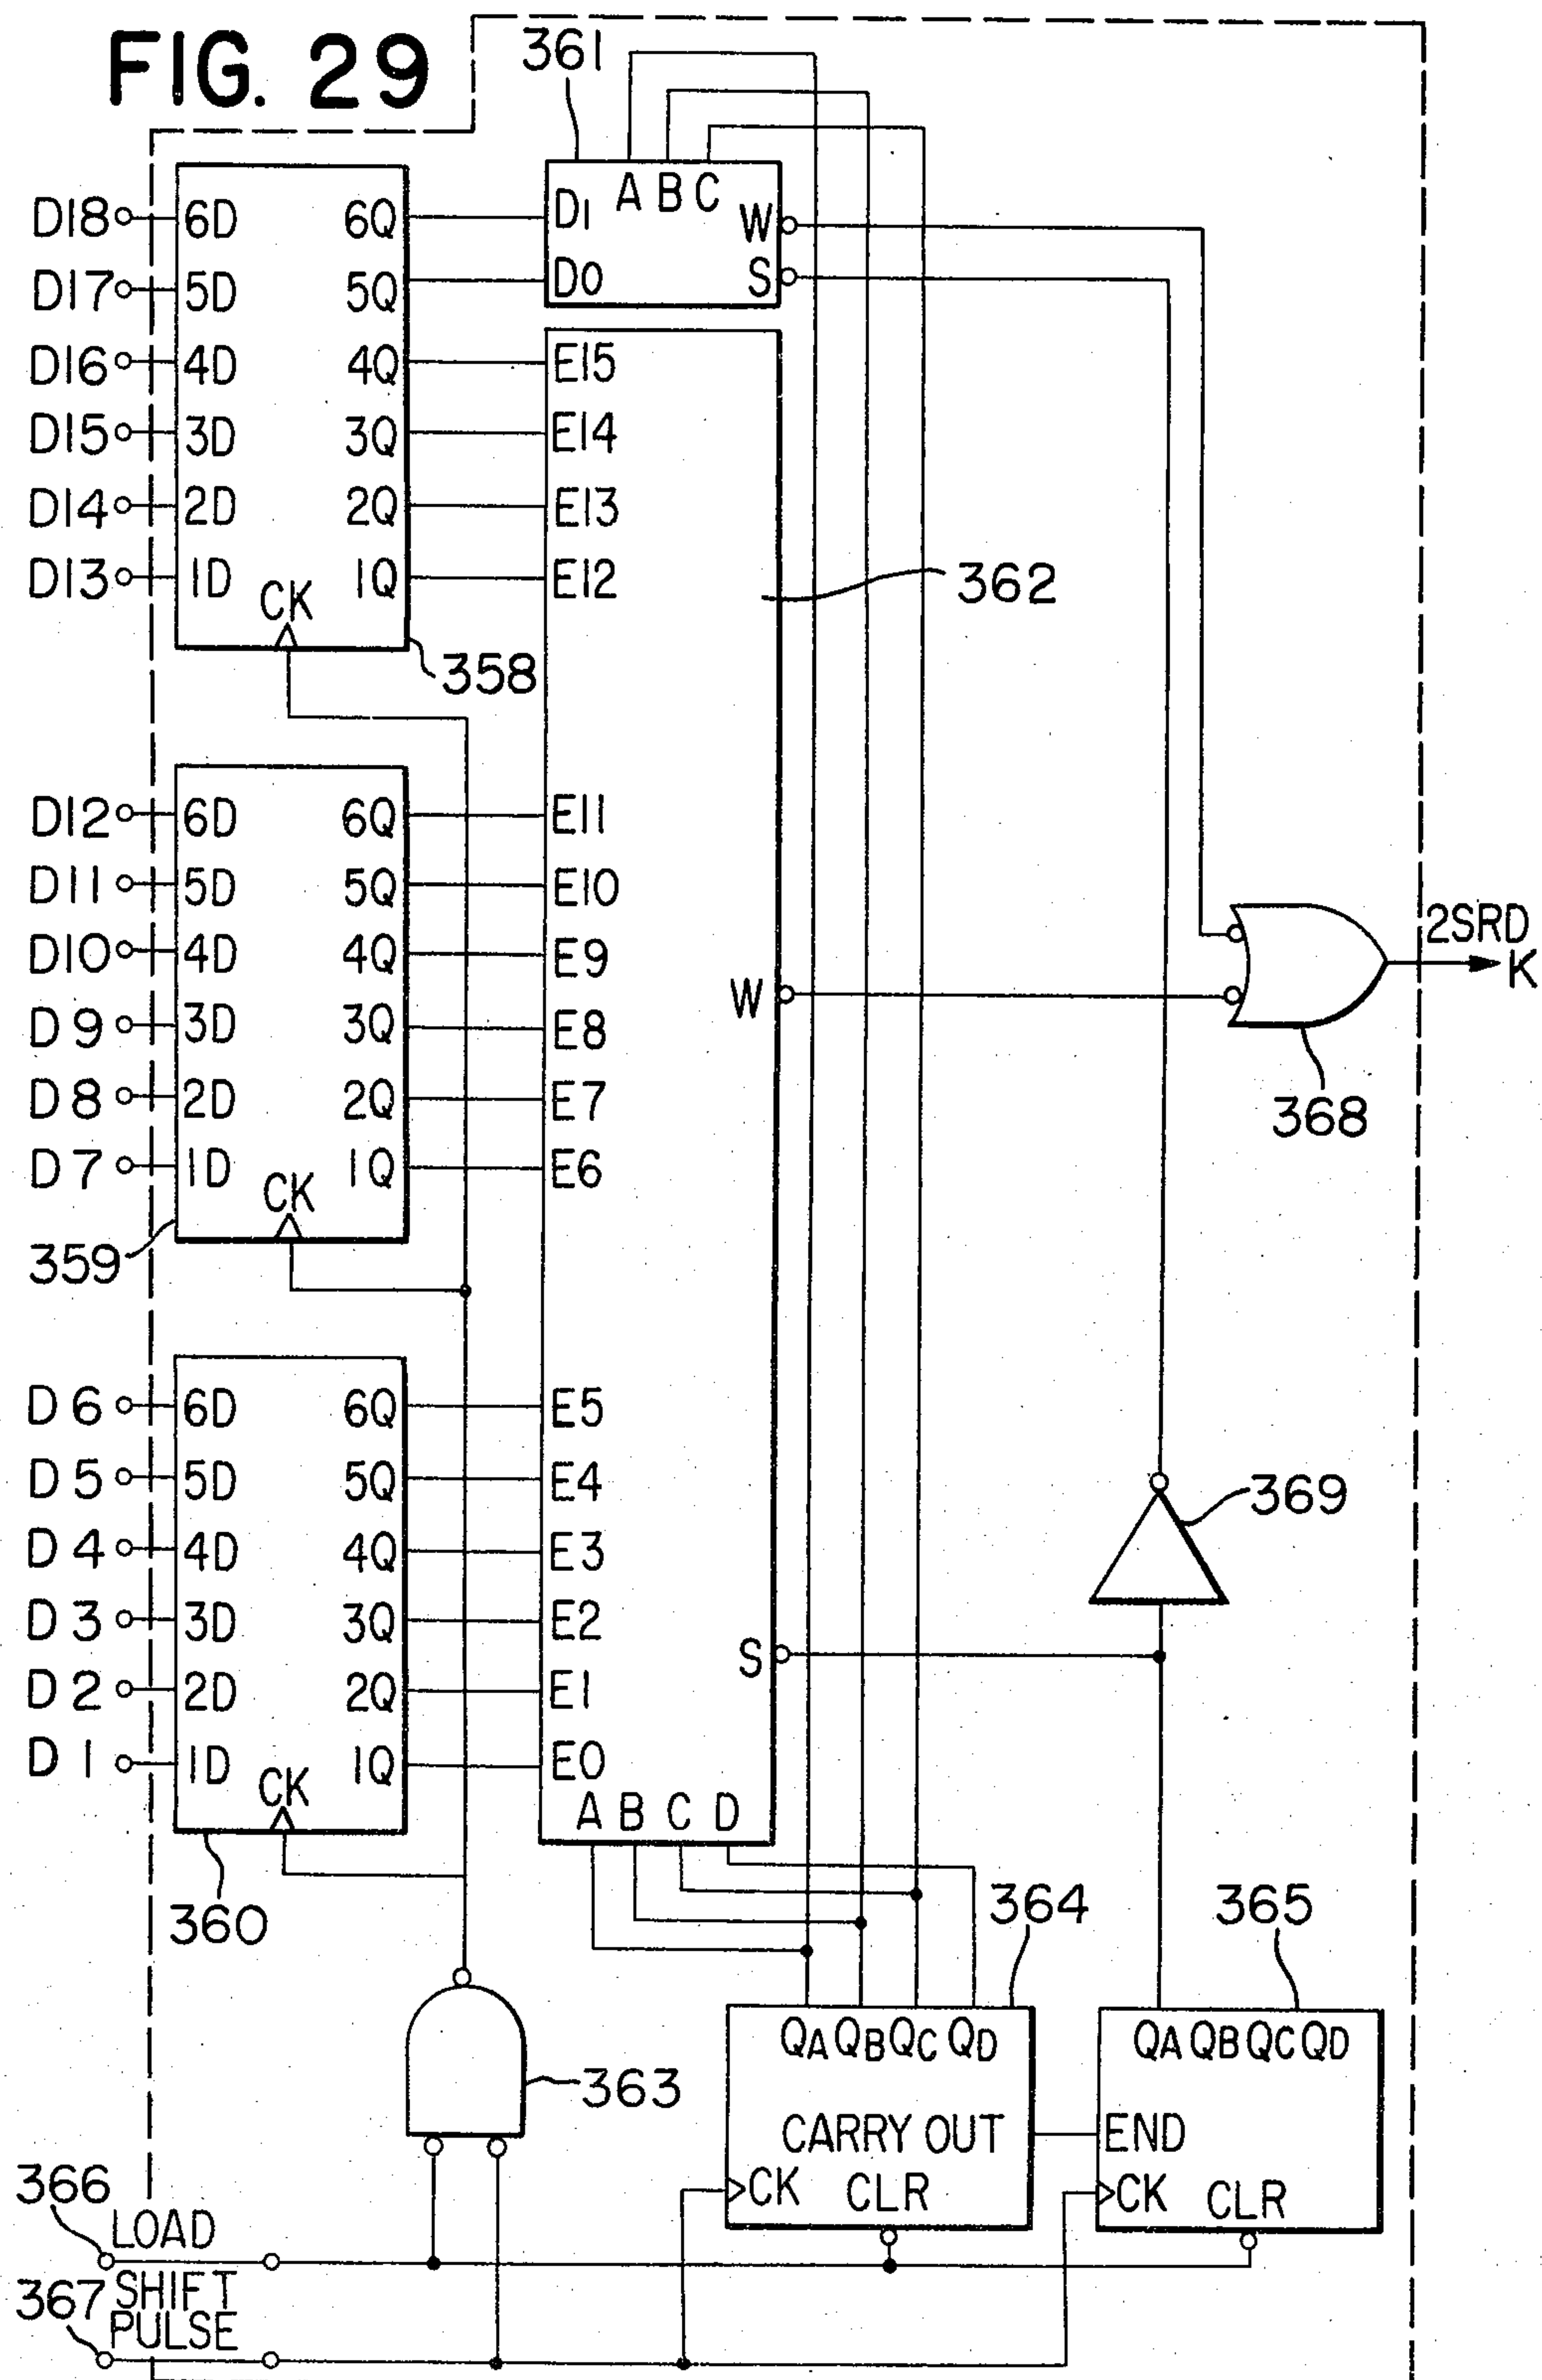 FIG. 29
361
A B C
D18 6D 6Q D1 W
D17 5D 5Q D0 S
D16 4D 4Q E15
D15 3D 3Q E14
D14 2D 2Q E13
D13 1D 1Q E12
CK
362
358
D12 6D 6Q E11
D11 5D 5Q E10
D10 4D 4Q E9
D9 3D 3Q E8
D8 2D 2Q E7
D7 1D 1Q E6
CK
W
2SRD
K
368
359
D6 6D 6Q E5
D5 5D 5Q E4
D4 4D 4Q E3
D3 3D 3Q E2
D2 2D 2Q E1
D1 1D 1Q E0
CK
S
369
A B C D
360
364
365
QA QB QC QD
QA QB QC QD
363
CARRY OUT
END
CK CLR
CK CLR
366
LOAD
367 SHIFT
PULSE